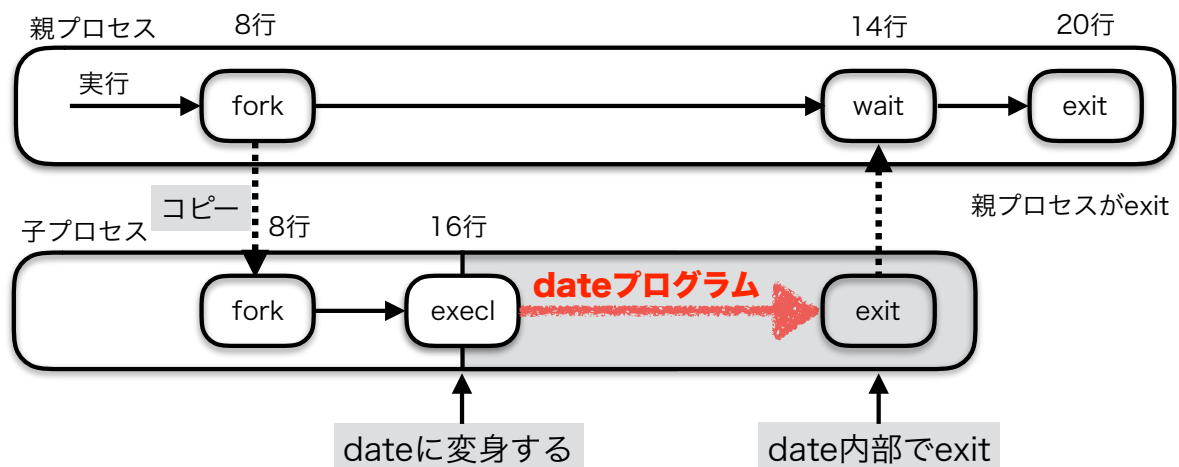 親プロセス
8行
14行
20行
実行
fork
wait
exit
コピー
親プロセスがexit
子プロセス
8行
16行
fork
execl
dateプログラム
exit
dateに変身する
date内部でexit